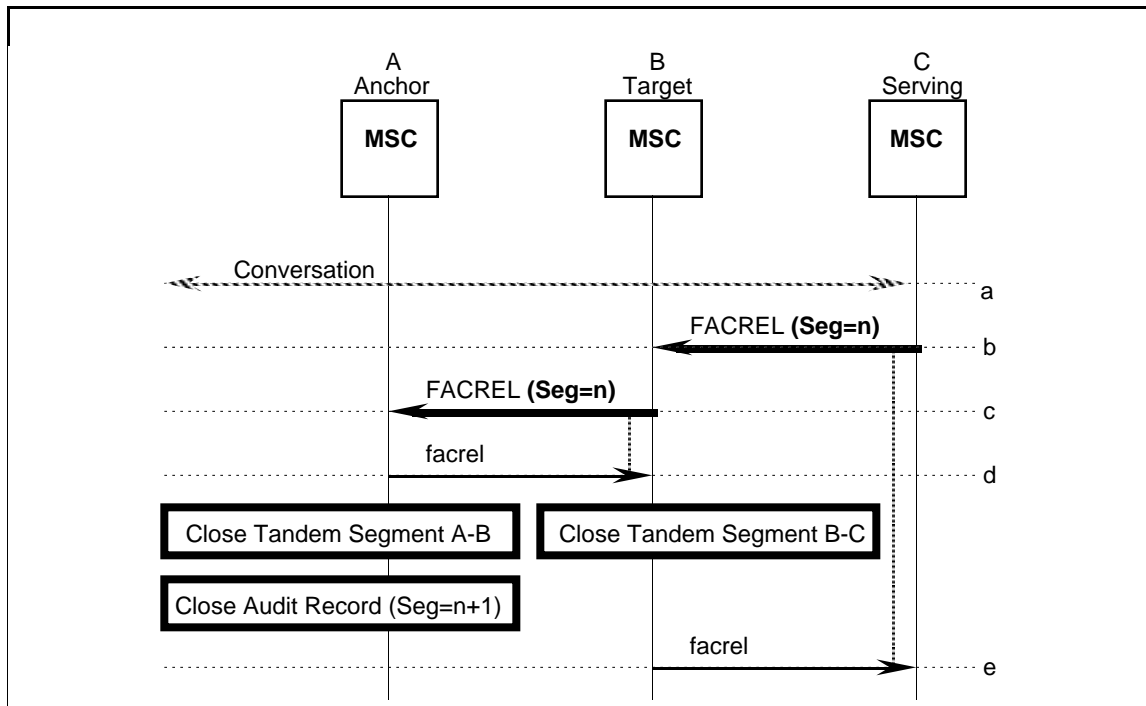 A
Anchor
B
Target
C
Serving
MSC
MSC
MSC
Conversation
a
FACREL (Seg=n)
b
FACREL (Seg=n)
c
facrel
d
Close Tandem Segment A-B
Close Tandem Segment B-C
Close Audit Record (Seg=n+1)
facrel
e